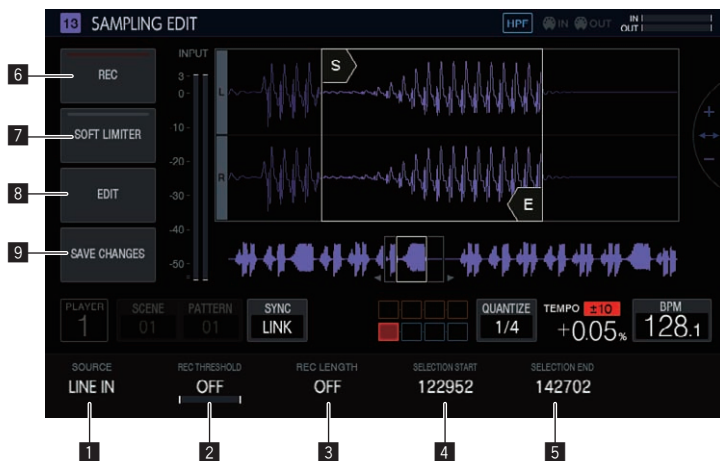 13 SAMPLING EDIT
HPF IN OUT IN OUT
6 REC
7 SOFT LIMITER
8 EDIT
9 SAVE CHANGES
INPUT
3
0
-10
-20
-30
-40
-50
L
R
S
E
+
-
PLAYER 1
SCENE 01
PATTERN 01
SYNC LINK
QUANTIZE 1/4
TEMPO ±10 +0.05%
BPM 128.1
SOURCE LINE IN
REC THRESHOLD OFF
REC LENGTH OFF
SELECTION START 122952
SELECTION END 142702
1 2 3 4 5